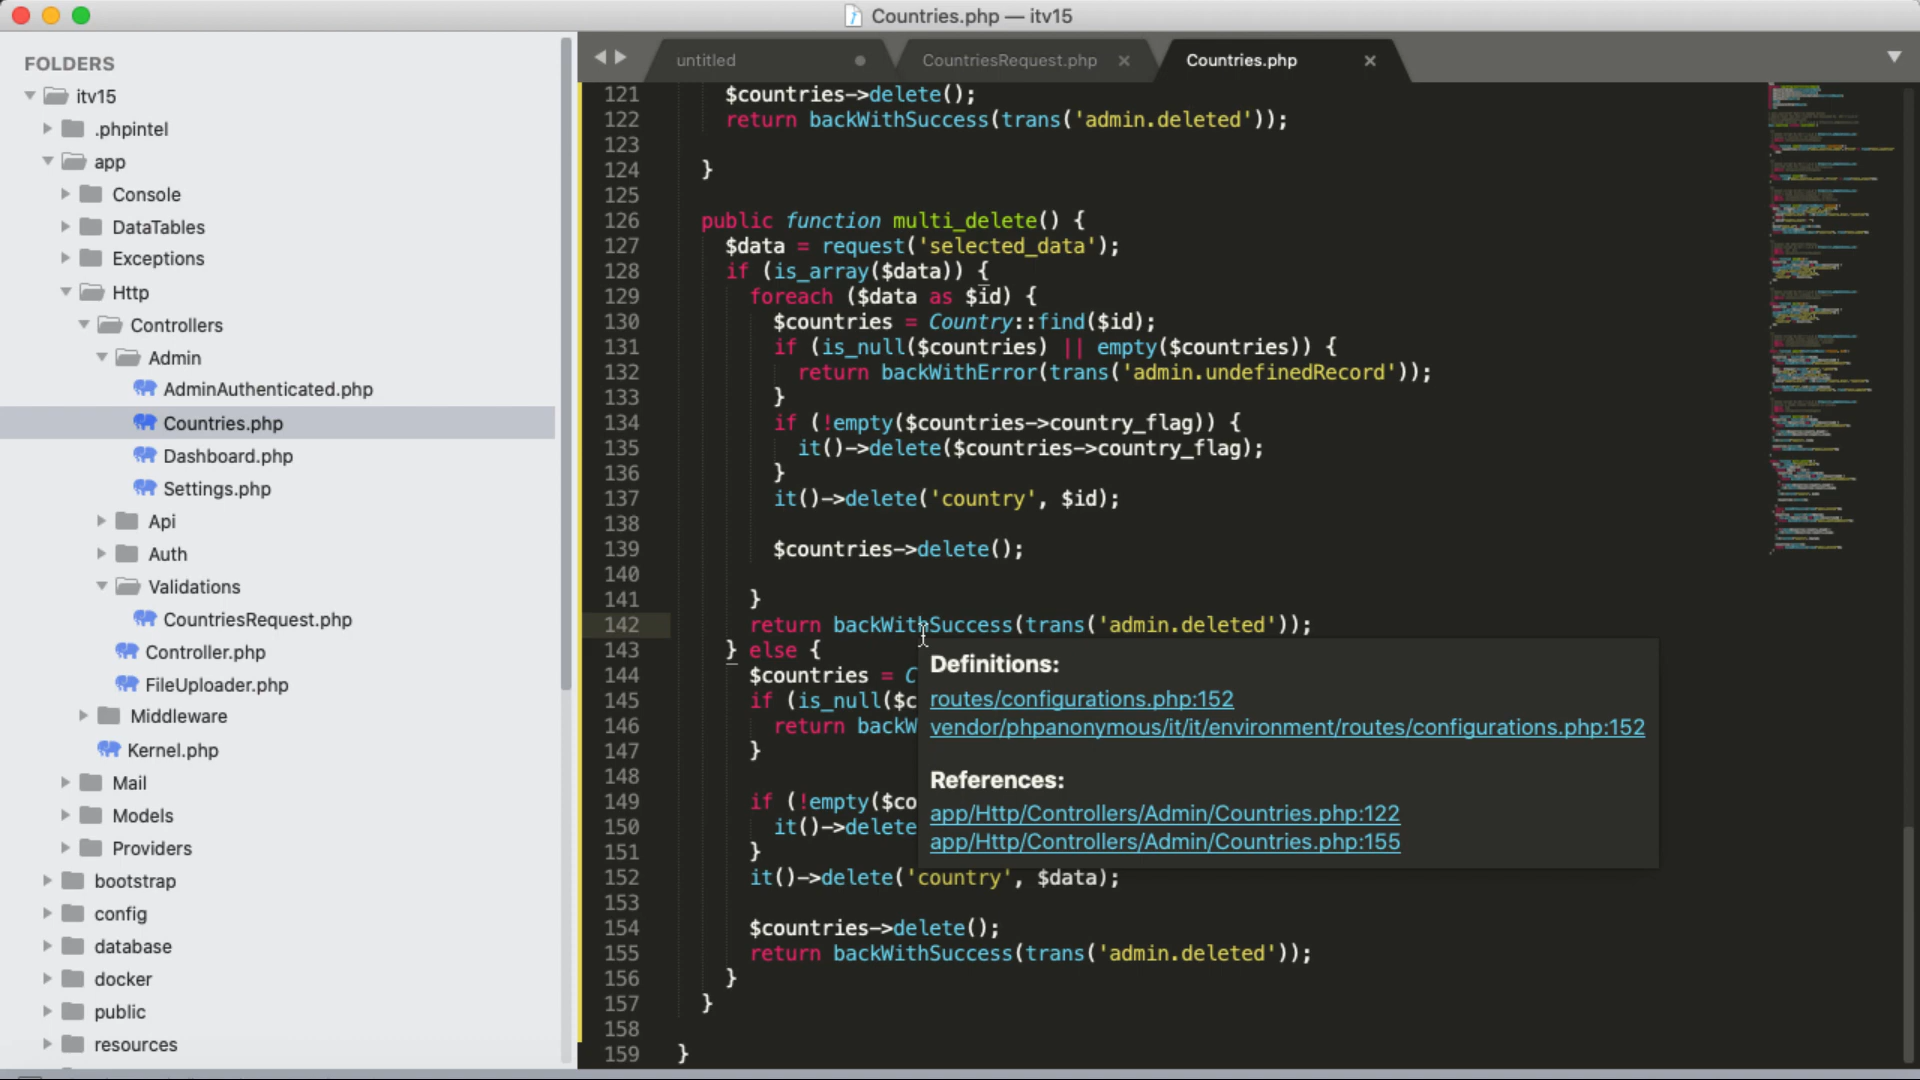 Countries.php — itv15
FOLDERS
itv15
.phpintel
app
Console
DataTables
Exceptions
Http
Controllers
Admin
AdminAuthenticated.php
Countries.php
Dashboard.php
Settings.php
Api
Auth
Validations
CountriesRequest.php
Controller.php
FileUploader.php
Middleware
Kernel.php
Mail
Models
Providers
bootstrap
config
database
docker
public
resources
untitled
CountriesRequest.php
Countries.php
121 $countries->delete();
122 return backWithSuccess(trans('admin.deleted'));
123
124 }
125
126 public function multi_delete() {
127 $data = request('selected_data');
128 if (is_array($data)) {
129 foreach ($data as $id) {
130 $countries = Country::find($id);
131 if (is_null($countries) || empty($countries)) {
132 return backWithError(trans('admin.undefinedRecord'));
133 }
134 if (!empty($countries->country_flag)) {
135 it()->delete($countries->country_flag);
136 }
137 it()->delete('country', $id);
138
139 $countries->delete();
140
141 }
142 return backWithSuccess(trans('admin.deleted'));
143 } else {
144 $countries = C
145 if (is_null($c
146 return backW
147 }
148
149 if (!empty($co
150 it()->delete
151 }
152 it()->delete('country', $data);
153
154 $countries->delete();
155 return backWithSuccess(trans('admin.deleted'));
156 }
157 }
158
159 }
Definitions:
routes/configurations.php:152
vendor/phpanonymous/it/it/environment/routes/configurations.php:152
References:
app/Http/Controllers/Admin/Countries.php:122
app/Http/Controllers/Admin/Countries.php:155